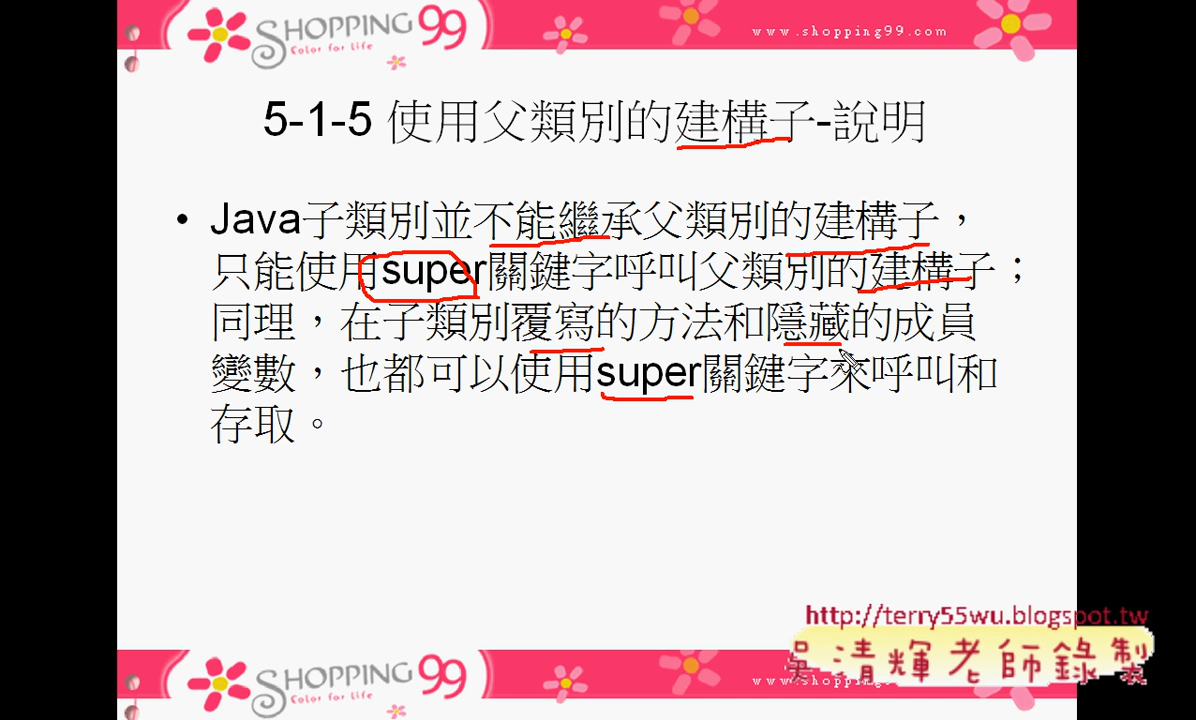 SHOPPING 99
Color for Life
www.shopping99.com
5-1-5 使用父類別的建構子-說明
• Java子類別並不能繼承父類別的建構子，
只能使用super關鍵字呼叫父類別的建構子；
同理，在子類別覆寫的方法和隱藏的成員
變數，也都可以使用super關鍵字來呼叫和
存取。
http://terry55wu.blogspot.tw
吳清輝老師錄製
SHOPPING 99
Color for Life